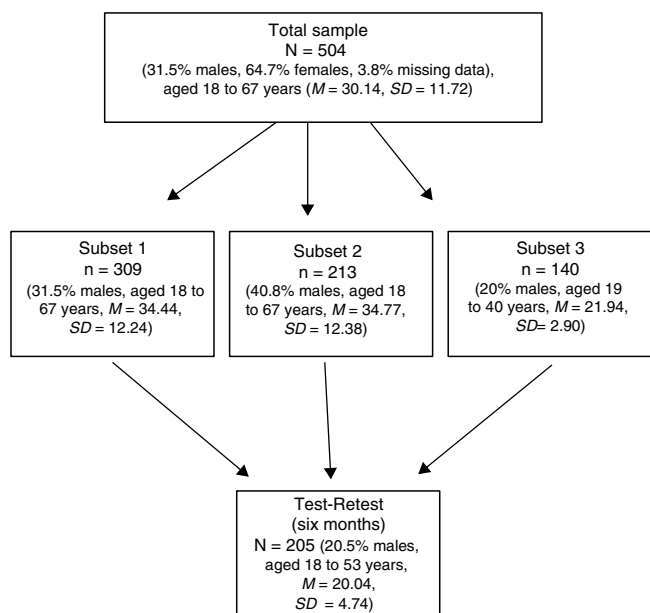 Total sample
N = 504
(31.5% males, 64.7% females, 3.8% missing data),
aged 18 to 67 years (M = 30.14, SD = 11.72)
Subset 1
n = 309
(31.5% males, aged 18 to
67 years, M = 34.44,
SD = 12.24)
Subset 2
n = 213
(40.8% males, aged 18
to 67 years, M = 34.77,
SD = 12.38)
Subset 3
n = 140
(20% males, aged 19
to 40 years, M = 21.94,
SD= 2.90)
Test-Retest
(six months)
N = 205 (20.5% males,
aged 18 to 53 years,
M = 20.04,
SD = 4.74)